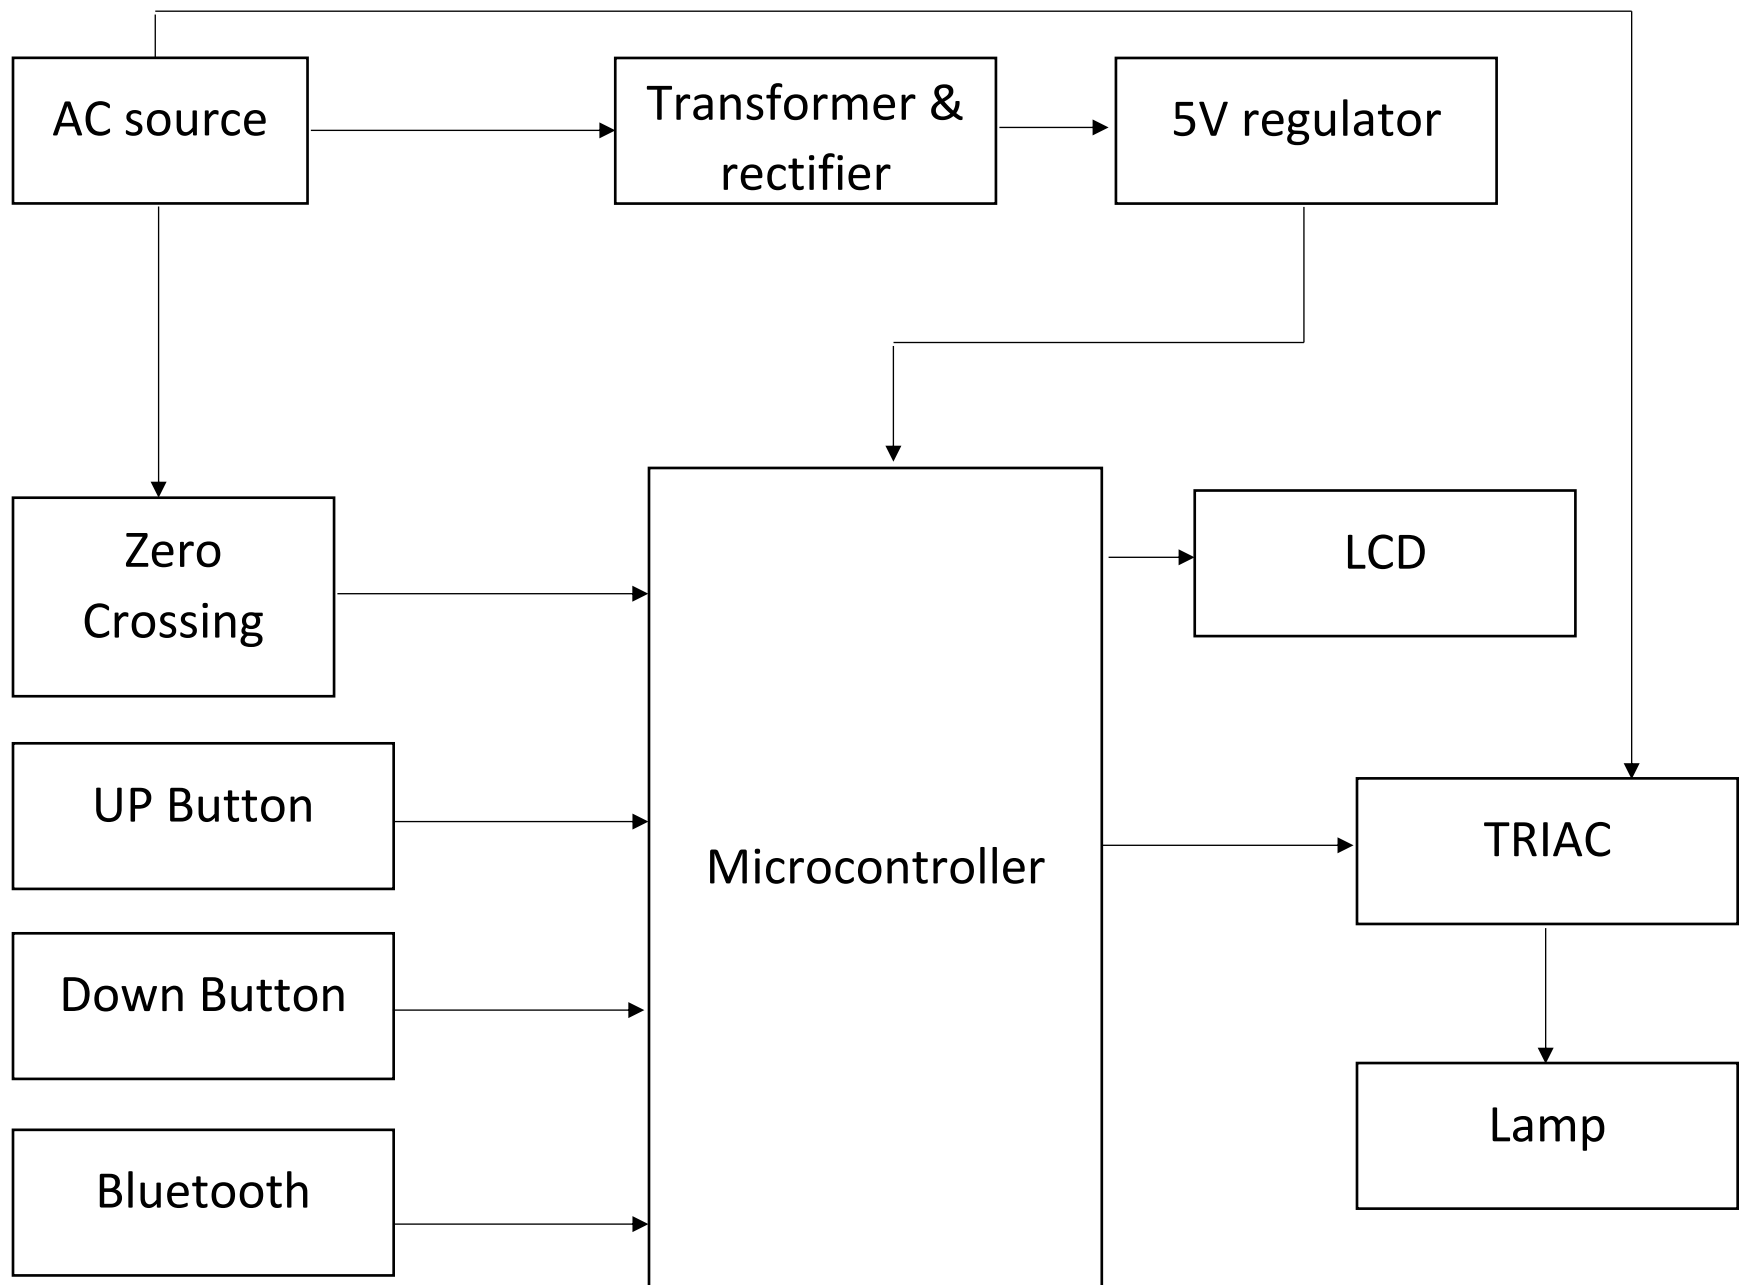 AC source
Transformer &
rectifier
5V regulator
Zero
Crossing
LCD
UP Button
Microcontroller
TRIAC
Down Button
Lamp
Bluetooth